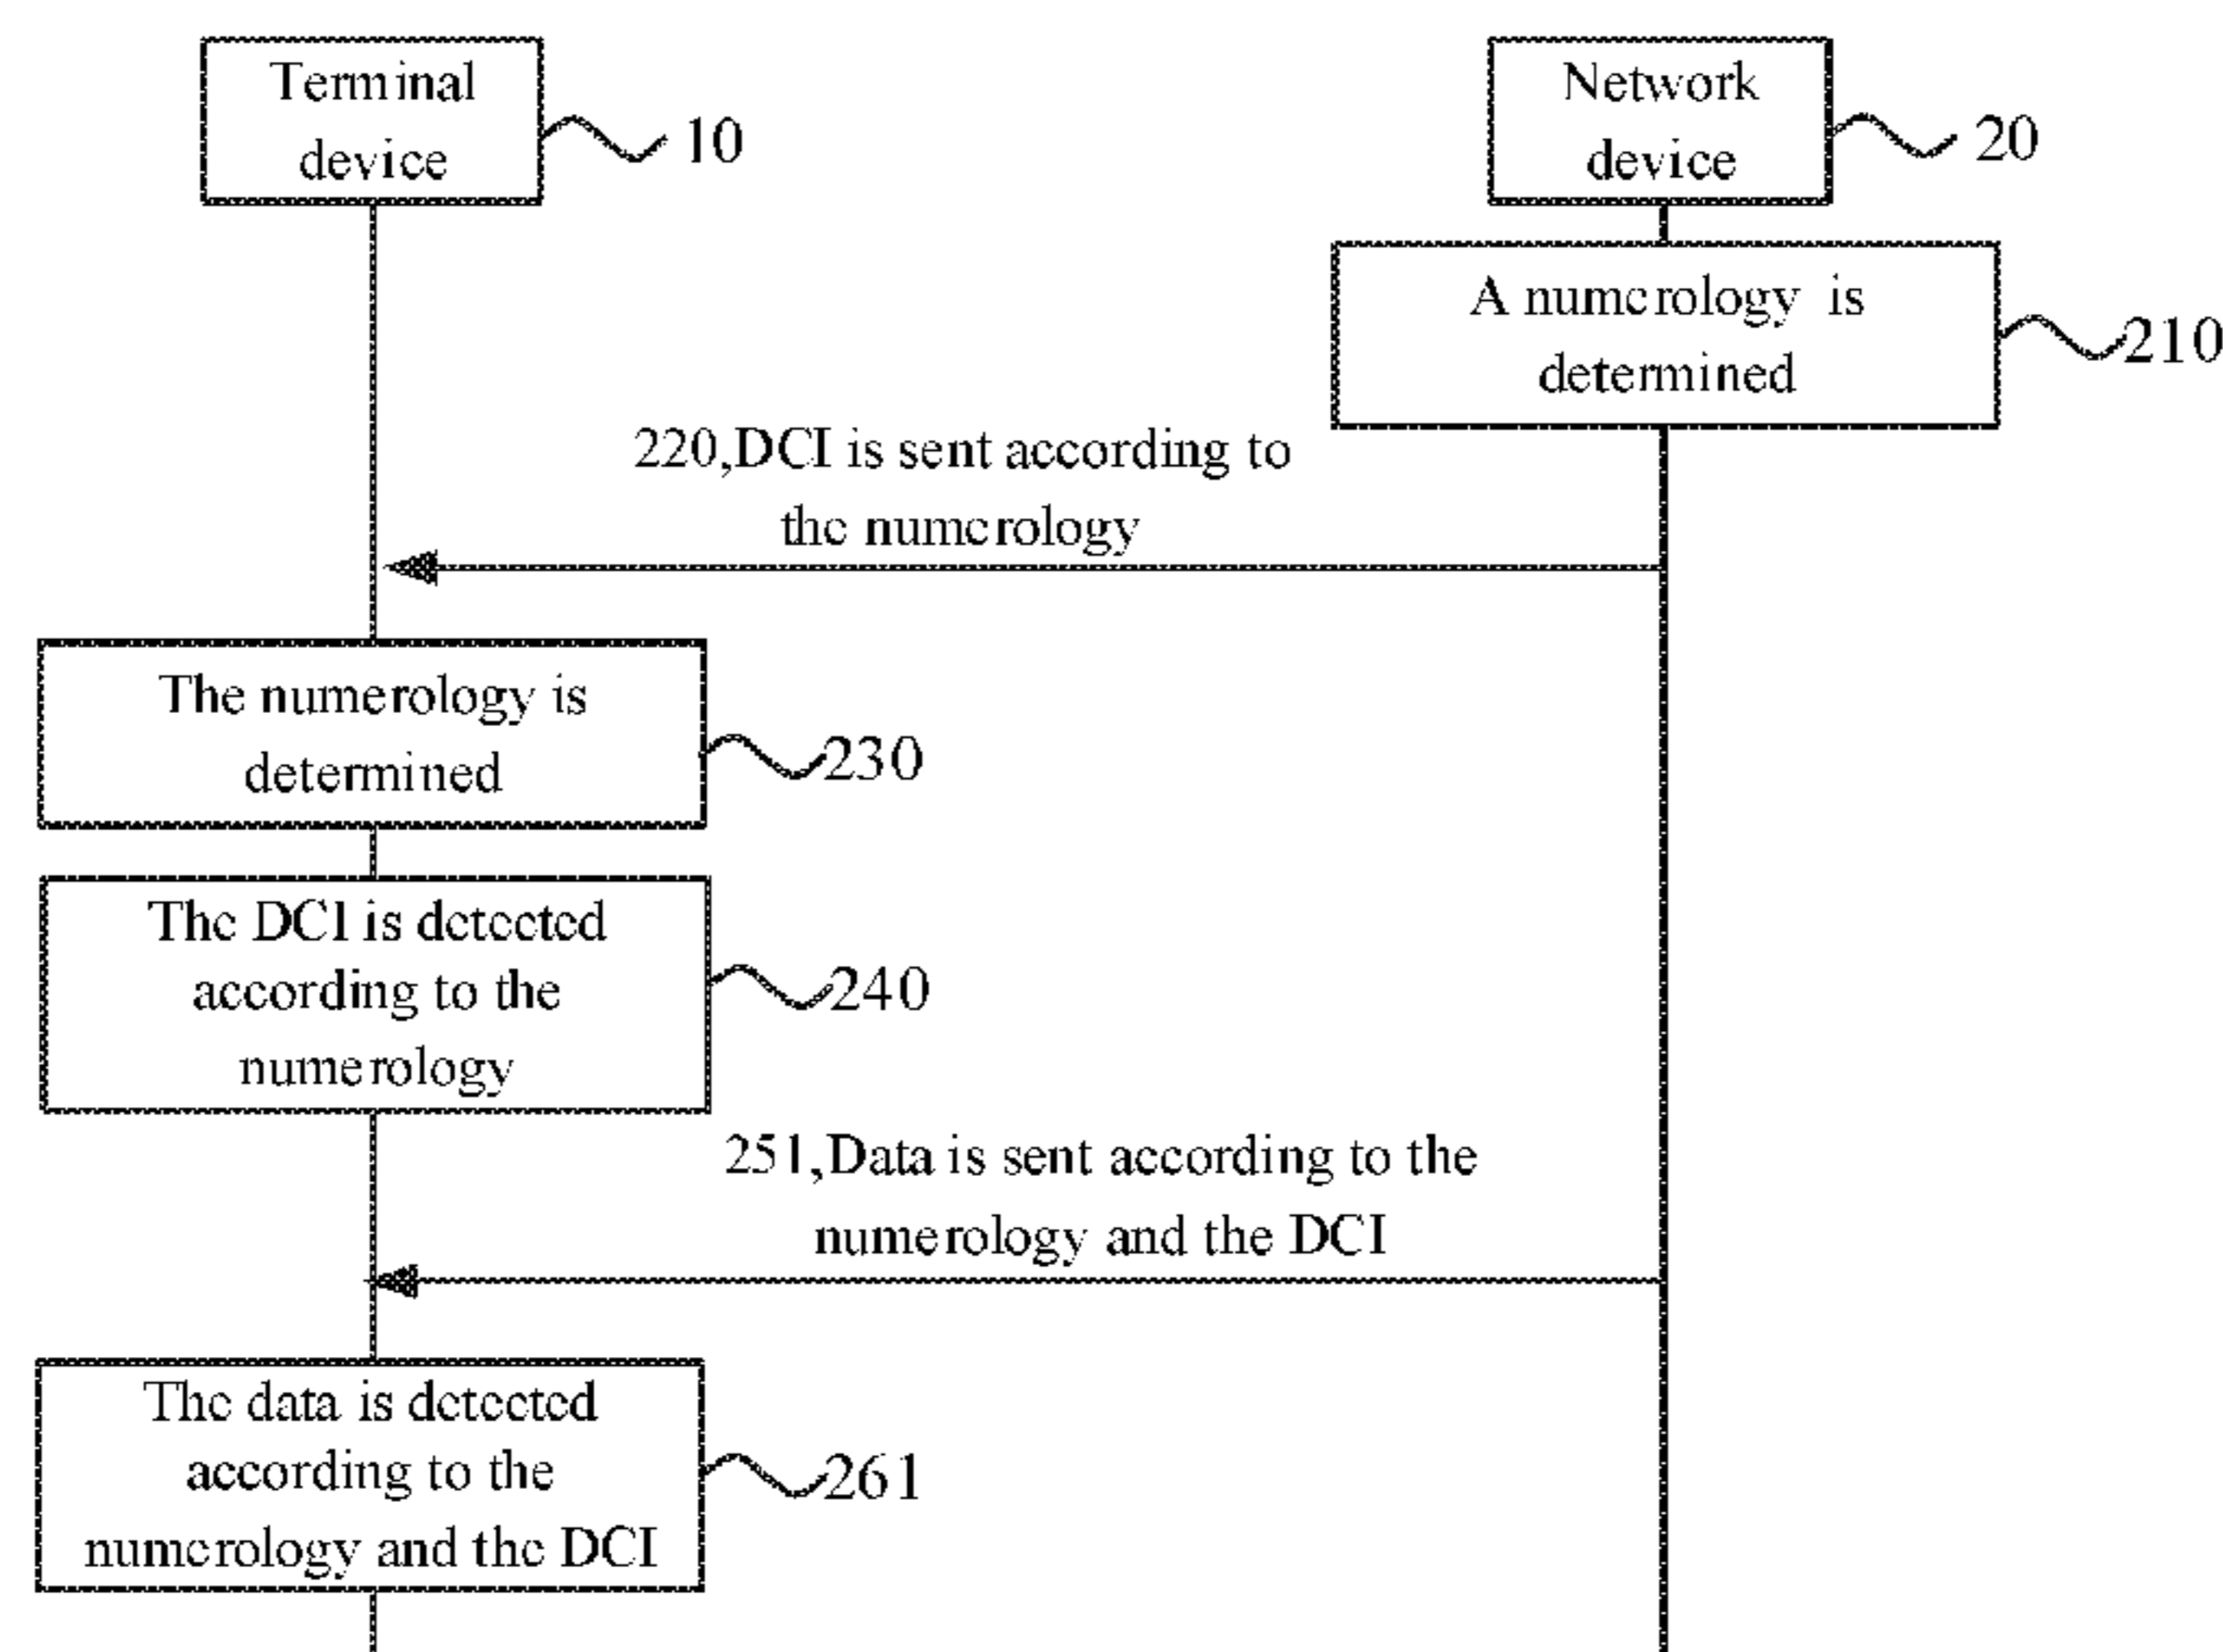 Terminal
device
10
Network
device
20
A numerology is
determined
210
220,DCI is sent according to
the numerology
The numerology is
determined
230
The DCI is detected
according to the
numerology
240
251,Data is sent according to the
numerology and the DCI
The data is detected
according to the
numerology and the DCI
261